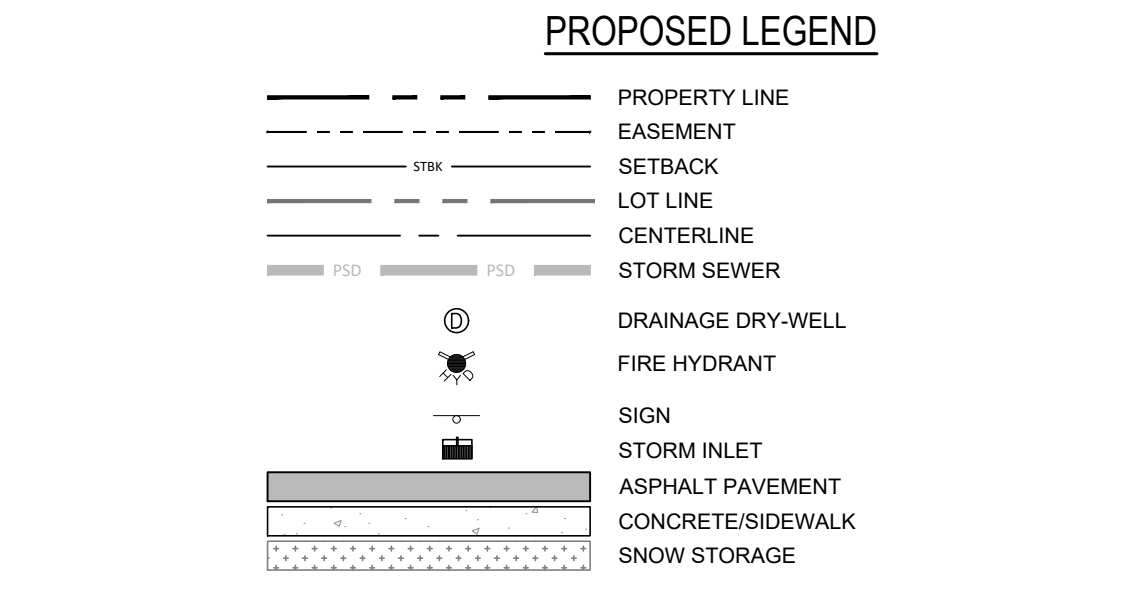 PROPOSED LEGEND
PROPERTY LINE
EASEMENT
STBK SETBACK
LOT LINE
CENTERLINE
PSD PSD STORM SEWER
D DRAINAGE DRY-WELL
HYD FIRE HYDRANT
SIGN
STORM INLET
ASPHALT PAVEMENT
CONCRETE/SIDEWALK
SNOW STORAGE